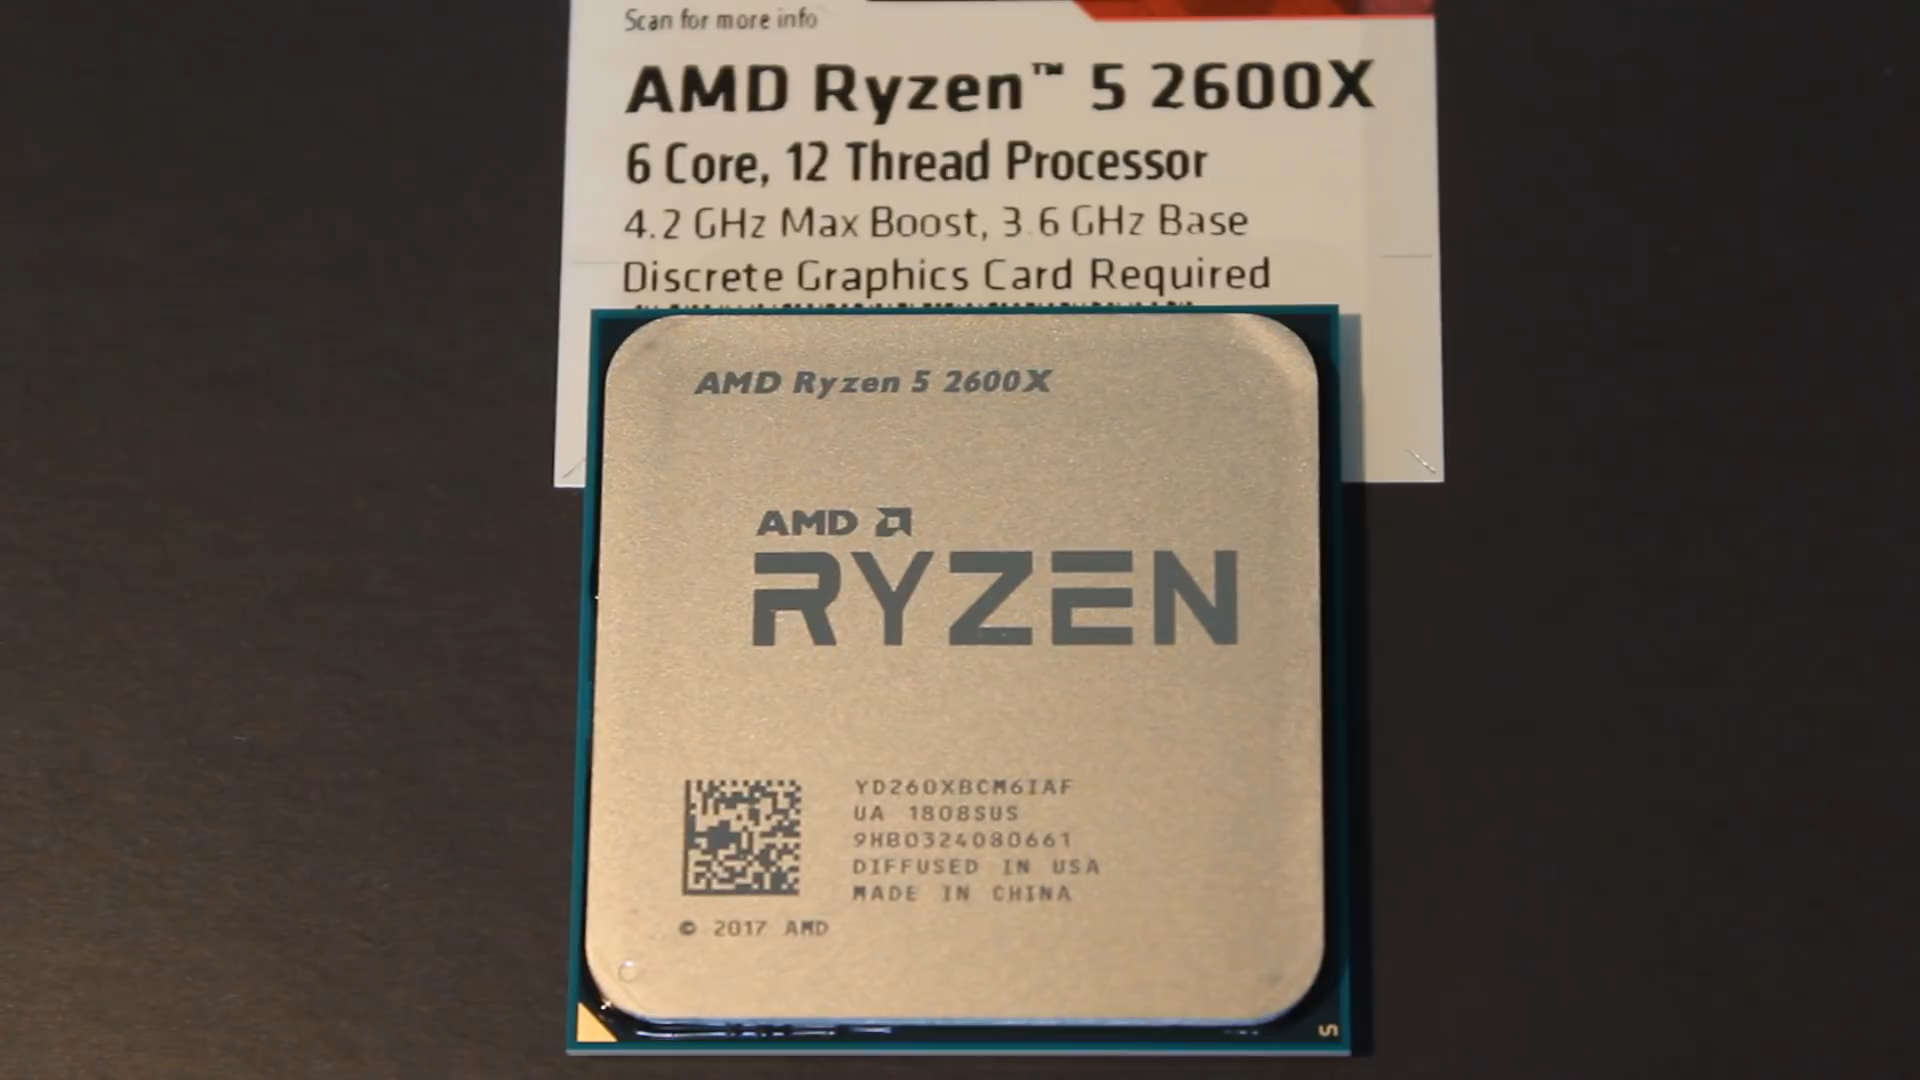 Scan for more info
AMD Ryzen™ 5 2600X
6 Core, 12 Thread Processor
4.2 GHz Max Boost, 3.6 GHz Base
Discrete Graphics Card Required
AMD Ryzen 5 2600X
AMD
RYZEN
YD260XBCM6IAF
UA 1808SUS
9HB0324080661
DIFFUSED IN USA
MADE IN CHINA
© 2017 AMD